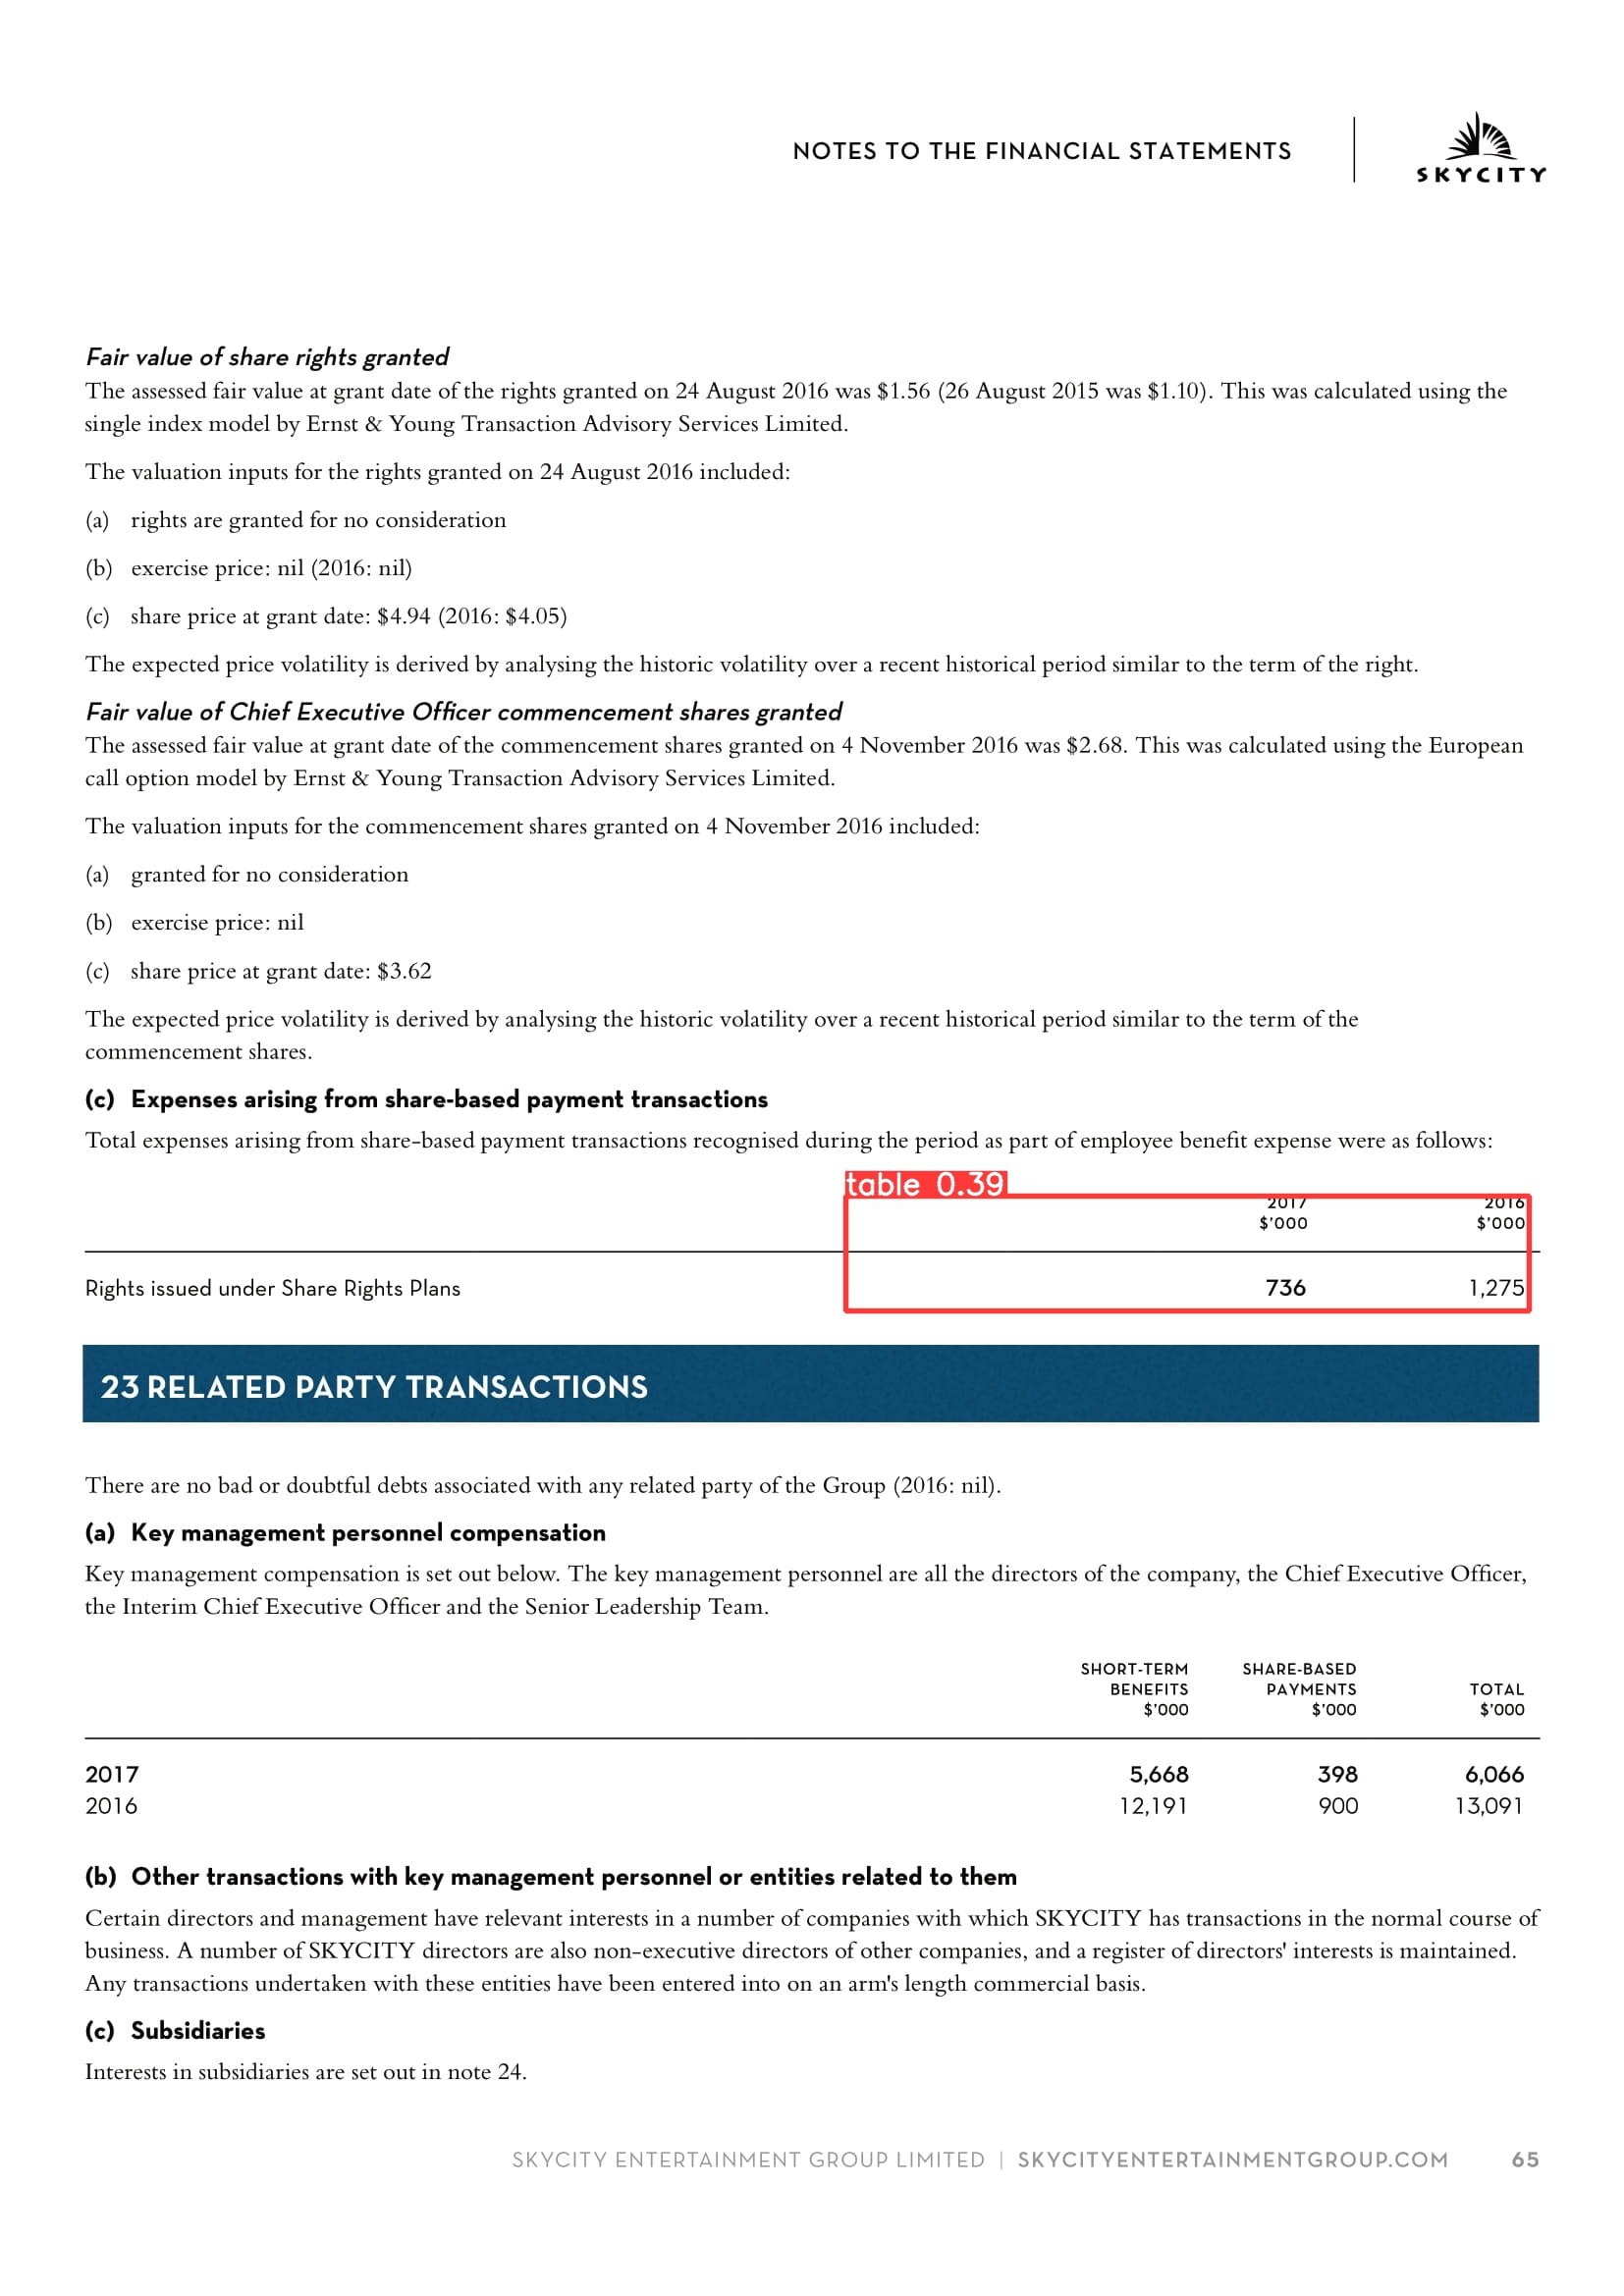 NOTES TO THE FINANCIAL STATEMENTS
SKYCITY
Fair value of share rights granted
The assessed fair value at grant date of the rights granted on 24 August 2016 was $1.56 (26 August 2015 was $1.10). This was calculated using the
single index model by Ernst & Young Transaction Advisory Services Limited.
The valuation inputs for the rights granted on 24 August 2016 included:
(a) rights are granted for no consideration
(b) exercise price: nil (2016: nil)
(c) share price at grant date: $4.94 (2016: $4.05)
The expected price volatility is derived by analysing the historic volatility over a recent historical period similar to the term of the right.
Fair value of Chief Executive Officer commencement shares granted
The assessed fair value at grant date of the commencement shares granted on 4 November 2016 was $2.68. This was calculated using the European
call option model by Ernst & Young Transaction Advisory Services Limited.
The valuation inputs for the commencement shares granted on 4 November 2016 included:
(a) granted for no consideration
(b) exercise price: nil
(c) share price at grant date: $3.62
The expected price volatility is derived by analysing the historic volatility over a recent historical period similar to the term of the
commencement shares.
(c) Expenses arising from share-based payment transactions
Total expenses arising from share-based payment transactions recognised during the period as part of employee benefit expense were as follows:
table 0.39
2017 2016
$'000 $'000
Rights issued under Share Rights Plans 736 1,275
23 RELATED PARTY TRANSACTIONS
There are no bad or doubtful debts associated with any related party of the Group (2016: nil).
(a) Key management personnel compensation
Key management compensation is set out below. The key management personnel are all the directors of the company, the Chief Executive Officer,
the Interim Chief Executive Officer and the Senior Leadership Team.
SHORT-TERM SHARE-BASED
BENEFITS PAYMENTS TOTAL
$'000 $'000 $'000
2017 5,668 398 6,066
2016 12,191 900 13,091
(b) Other transactions with key management personnel or entities related to them
Certain directors and management have relevant interests in a number of companies with which SKYCITY has transactions in the normal course of
business. A number of SKYCITY directors are also non-executive directors of other companies, and a register of directors' interests is maintained.
Any transactions undertaken with these entities have been entered into on an arm's length commercial basis.
(c) Subsidiaries
Interests in subsidiaries are set out in note 24.
SKYCITY ENTERTAINMENT GROUP LIMITED | SKYCITYENTERTAINMENTGROUP.COM 65